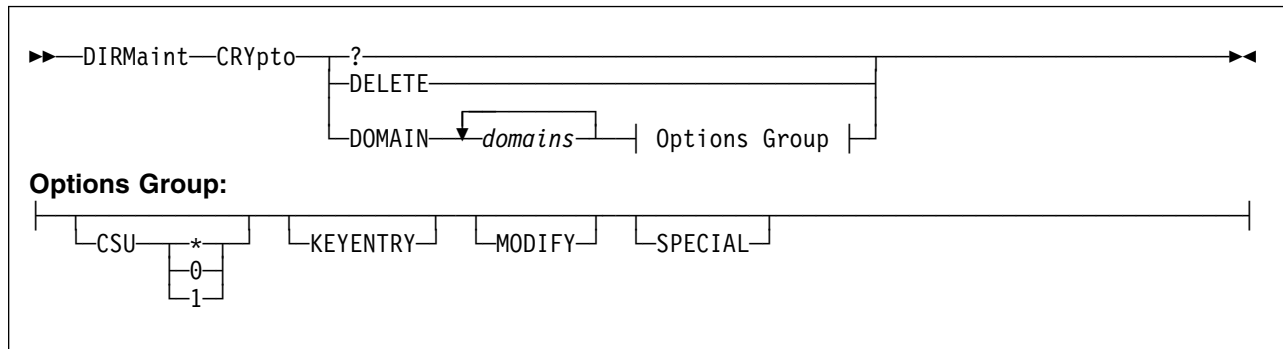 DIRMaint CRYpto ?
DELETE
DOMAIN domains Options Group
Options Group:
CSU * KEYENTRY MODIFY SPECIAL
0
1